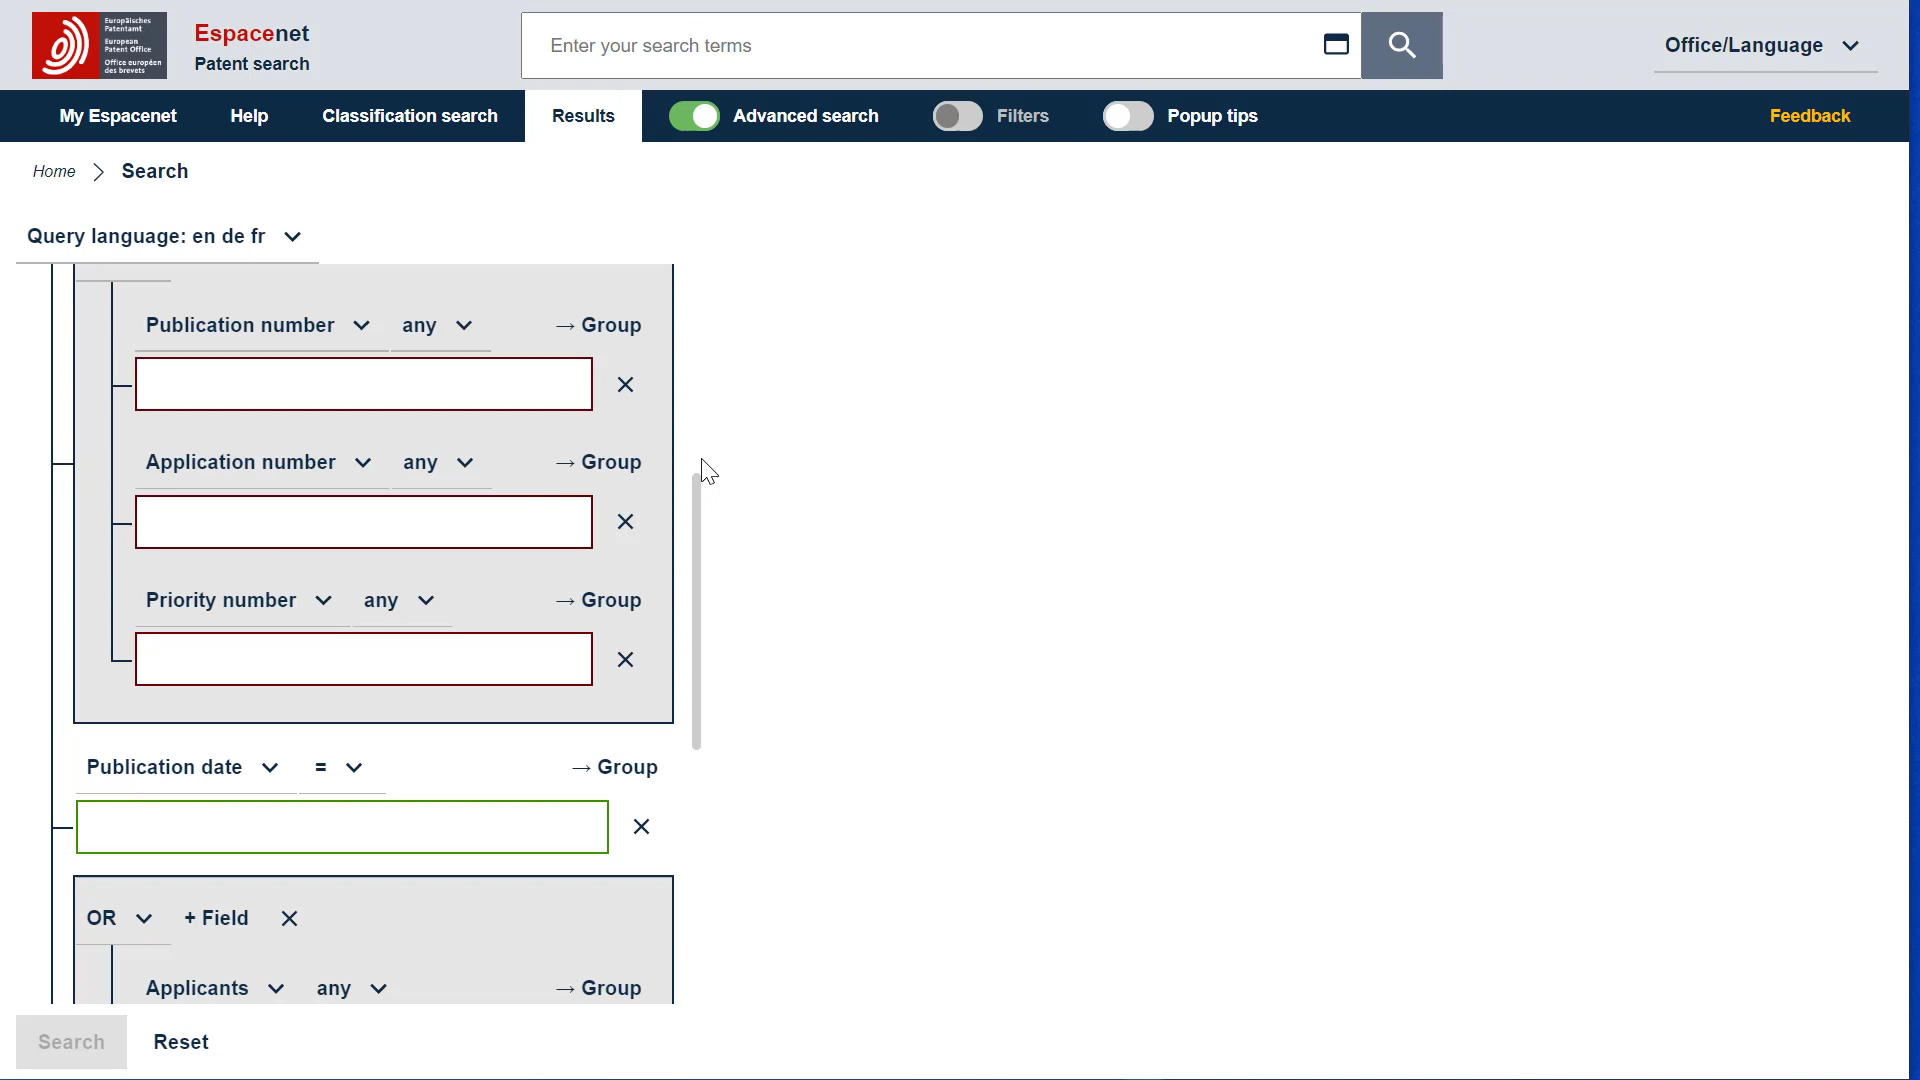 Europäisches
Patentamt
European
Patent Office
Office européen
des brevets
Espacenet
Patent search
Enter your search terms
Office/Language
My Espacenet
Help
Classification search
Results
Advanced search
Filters
Popup tips
Feedback
Home
Search
Query language: en de fr
Publication number
any
→ Group
Application number
any
→ Group
Priority number
any
→ Group
Publication date
=
→ Group
OR
+ Field
Applicants
any
→ Group
Search
Reset